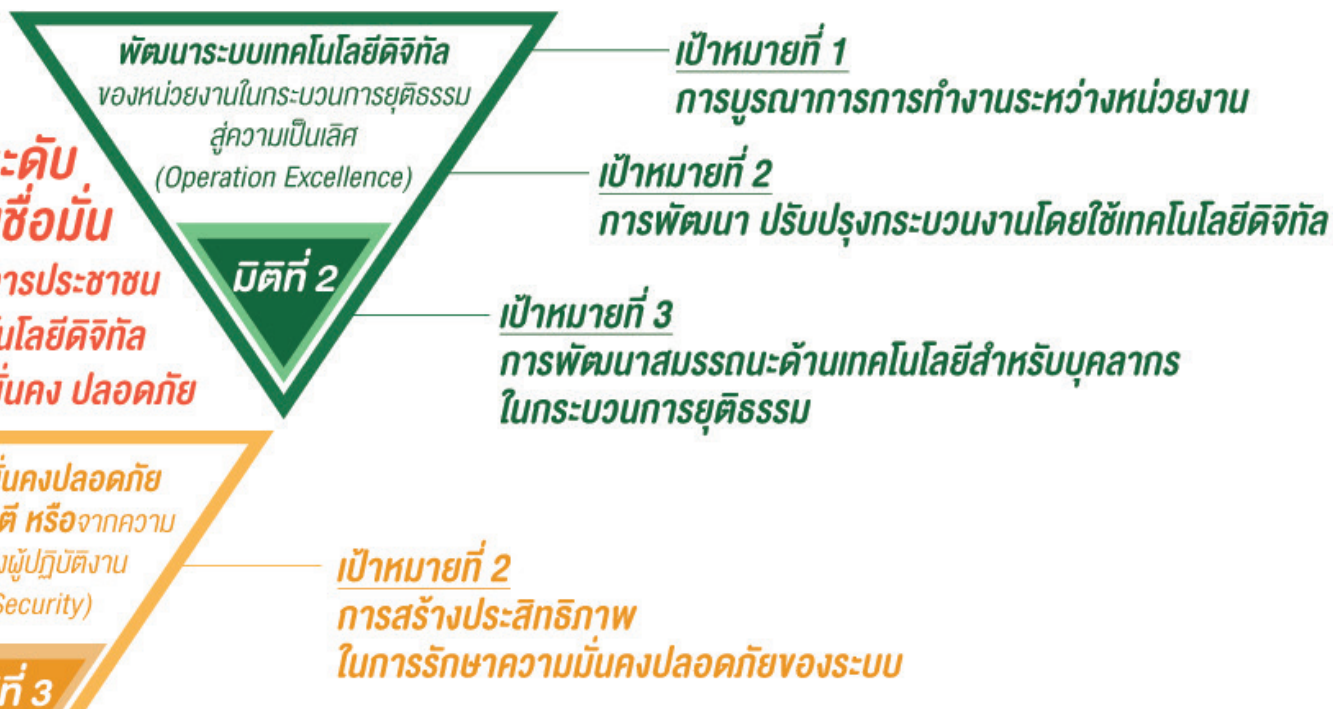 พัฒนาระบบเทคโนโลยีดิจิทัล
ของหน่วยงานในกระบวนการยุติธรรม
สู่ความเป็นเลิศ
(Operation Excellence)
มิติที่ 2
เป้าหมายที่ 1
การบูรณาการการทำงานระหว่างหน่วยงาน
เป้าหมายที่ 2
การพัฒนา ปรับปรุงกระบวนงานโดยใช้เทคโนโลยีดิจิทัล
เป้าหมายที่ 3
การพัฒนาสมรรถนะด้านเทคโนโลยีสำหรับบุคลากร
ในกระบวนการยุติธรรม
ะดับ
ชื่อมั่น
การประชาชน
นโลยีดิจิทัล
มั่นคง ปลอดภัย
มั่นคงปลอดภัย
ตี หรือจากความ
งผู้ปฏิบัติงาน
Security)
ที่ 3
เป้าหมายที่ 2
การสร้างประสิทธิภาพ
ในการรักษาความมั่นคงปลอดภัยของระบบ